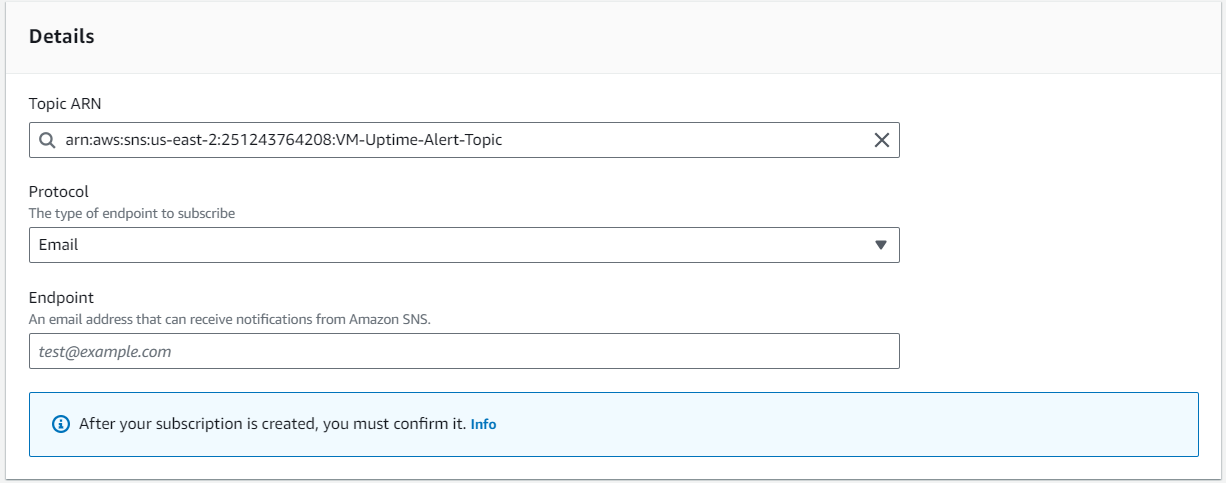 Details
Topic ARN
arn:aws:sns:us-east-2:251243764208:VM-Uptime-Alert-Topic
Protocol
The type of endpoint to subscribe
Email
Endpoint
An email address that can receive notifications from Amazon SNS.
test@example.com
After your subscription is created, you must confirm it. Info